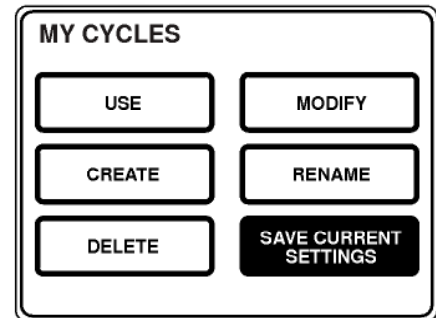 MY CYCLES
USE
MODIFY
CREATE
RENAME
DELETE
SAVE CURRENT
SETTINGS